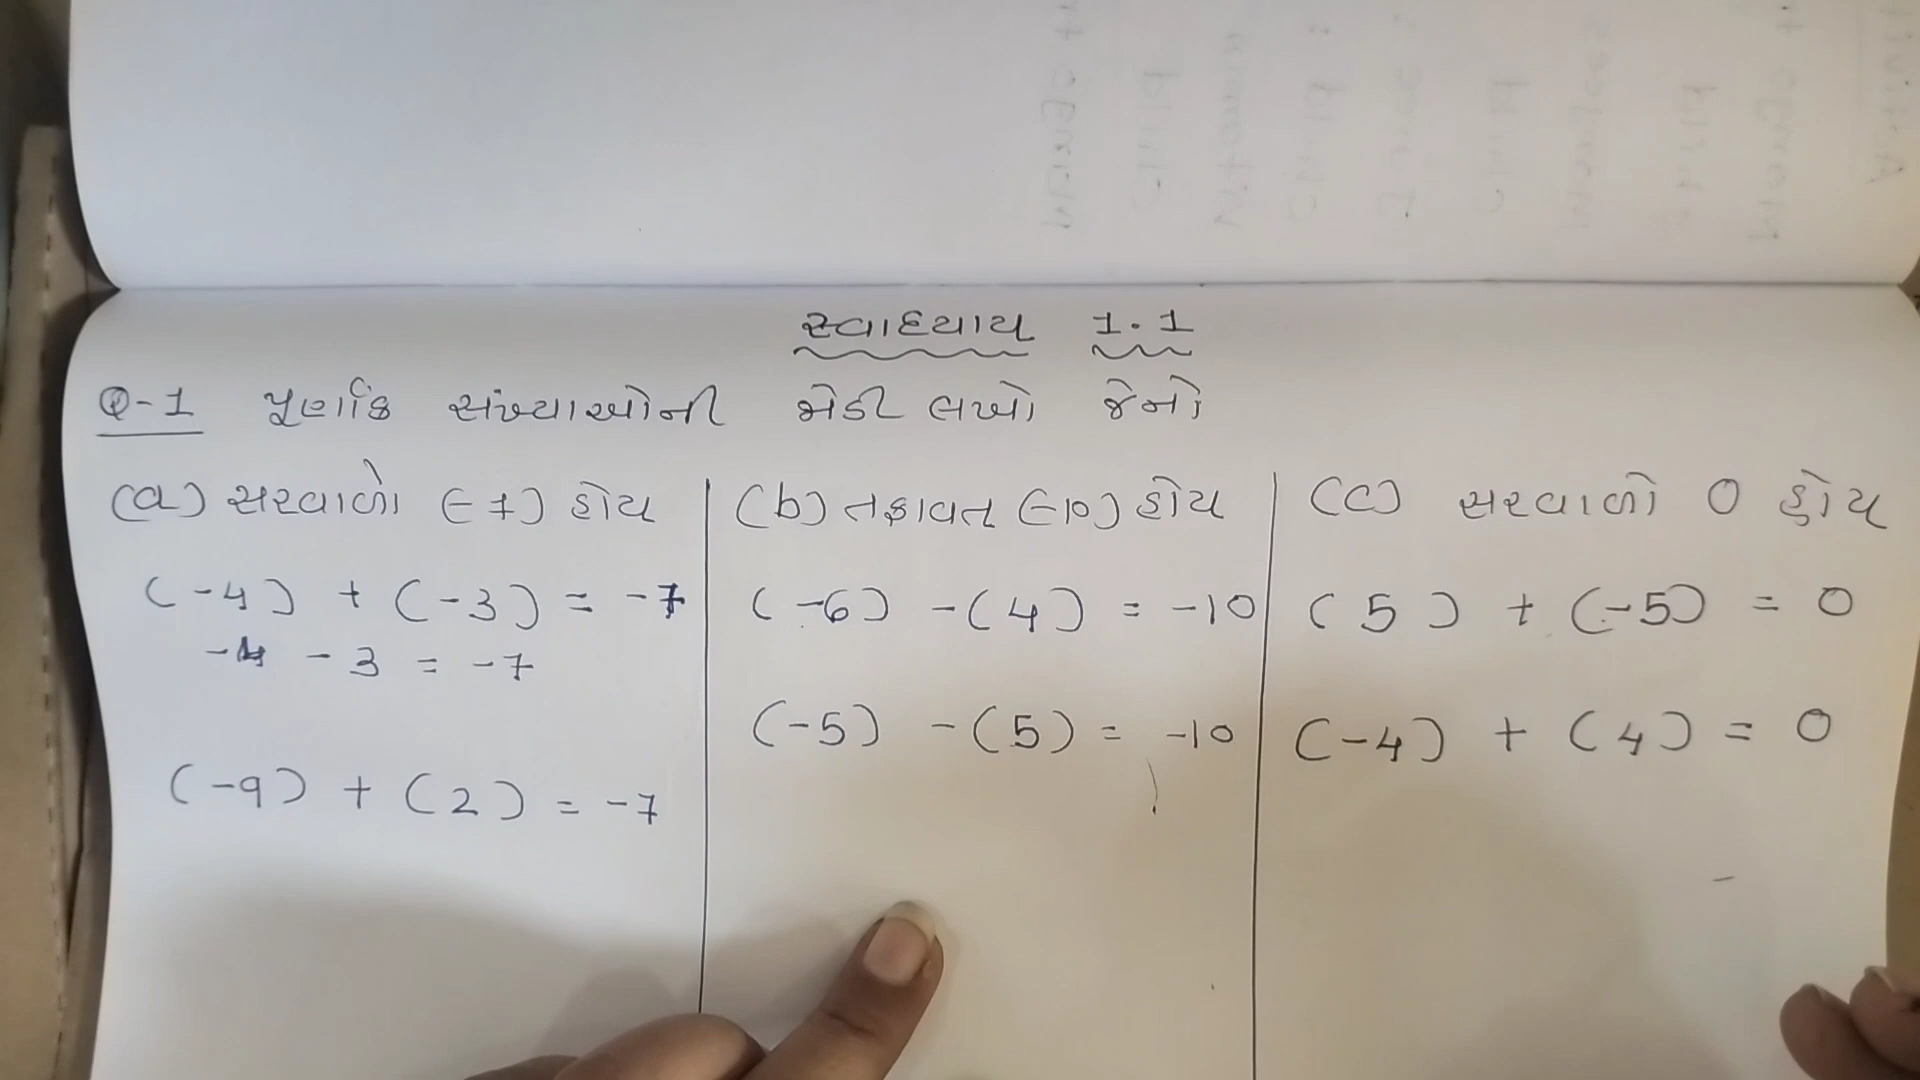 સ્વાધ્યાય 1.1
Q-1 પૂર્ણાંક સંખ્યાઓની જોડી લખો જેનો
(a) સરવાળો (-7) હોય
(-4) + (-3) = -7
-4 - 3 = -7
(-9) + (2) = -7
(b) તફાવત (-10) હોય
(-6) - (4) = -10
(-5) - (5) = -10
(c) સરવાળો 0 હોય
(5) + (-5) = 0
(-4) + (4) = 0